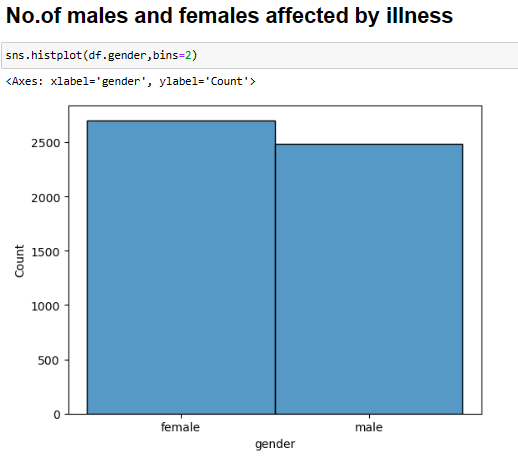 No.of males and females affected by illness
sns.histplot(df.gender,bins=2)
<Axes: xlabel='gender', ylabel='Count'>
2500
2000
1500
1000
500
0
Count
female male
gender